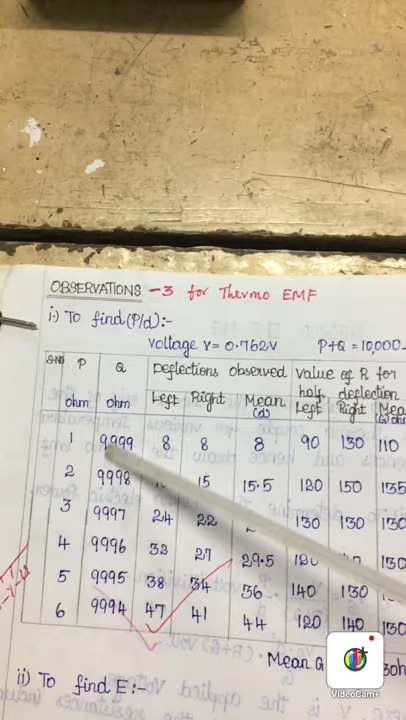 OBSERVATIONS -3 for Thermo EMF
i.) To find (P/d):-
Voltage V = 0.762V P+Q = 10,000
S.NO P Q Deflections observed Value of R for
half deflection
ohm ohm Left Right Mean (d) Left Right
1 9999 8 8 8 90 130 110
2 9998 15 15.5 120 150 135
3 9997 24 22 130 130 130
4 9996 32 27 29.5 130
5 9995 38 34 36 140 130
6 9994 47 41 44 120 140 130
Mean G
ii) To find E:-
VideoCam+